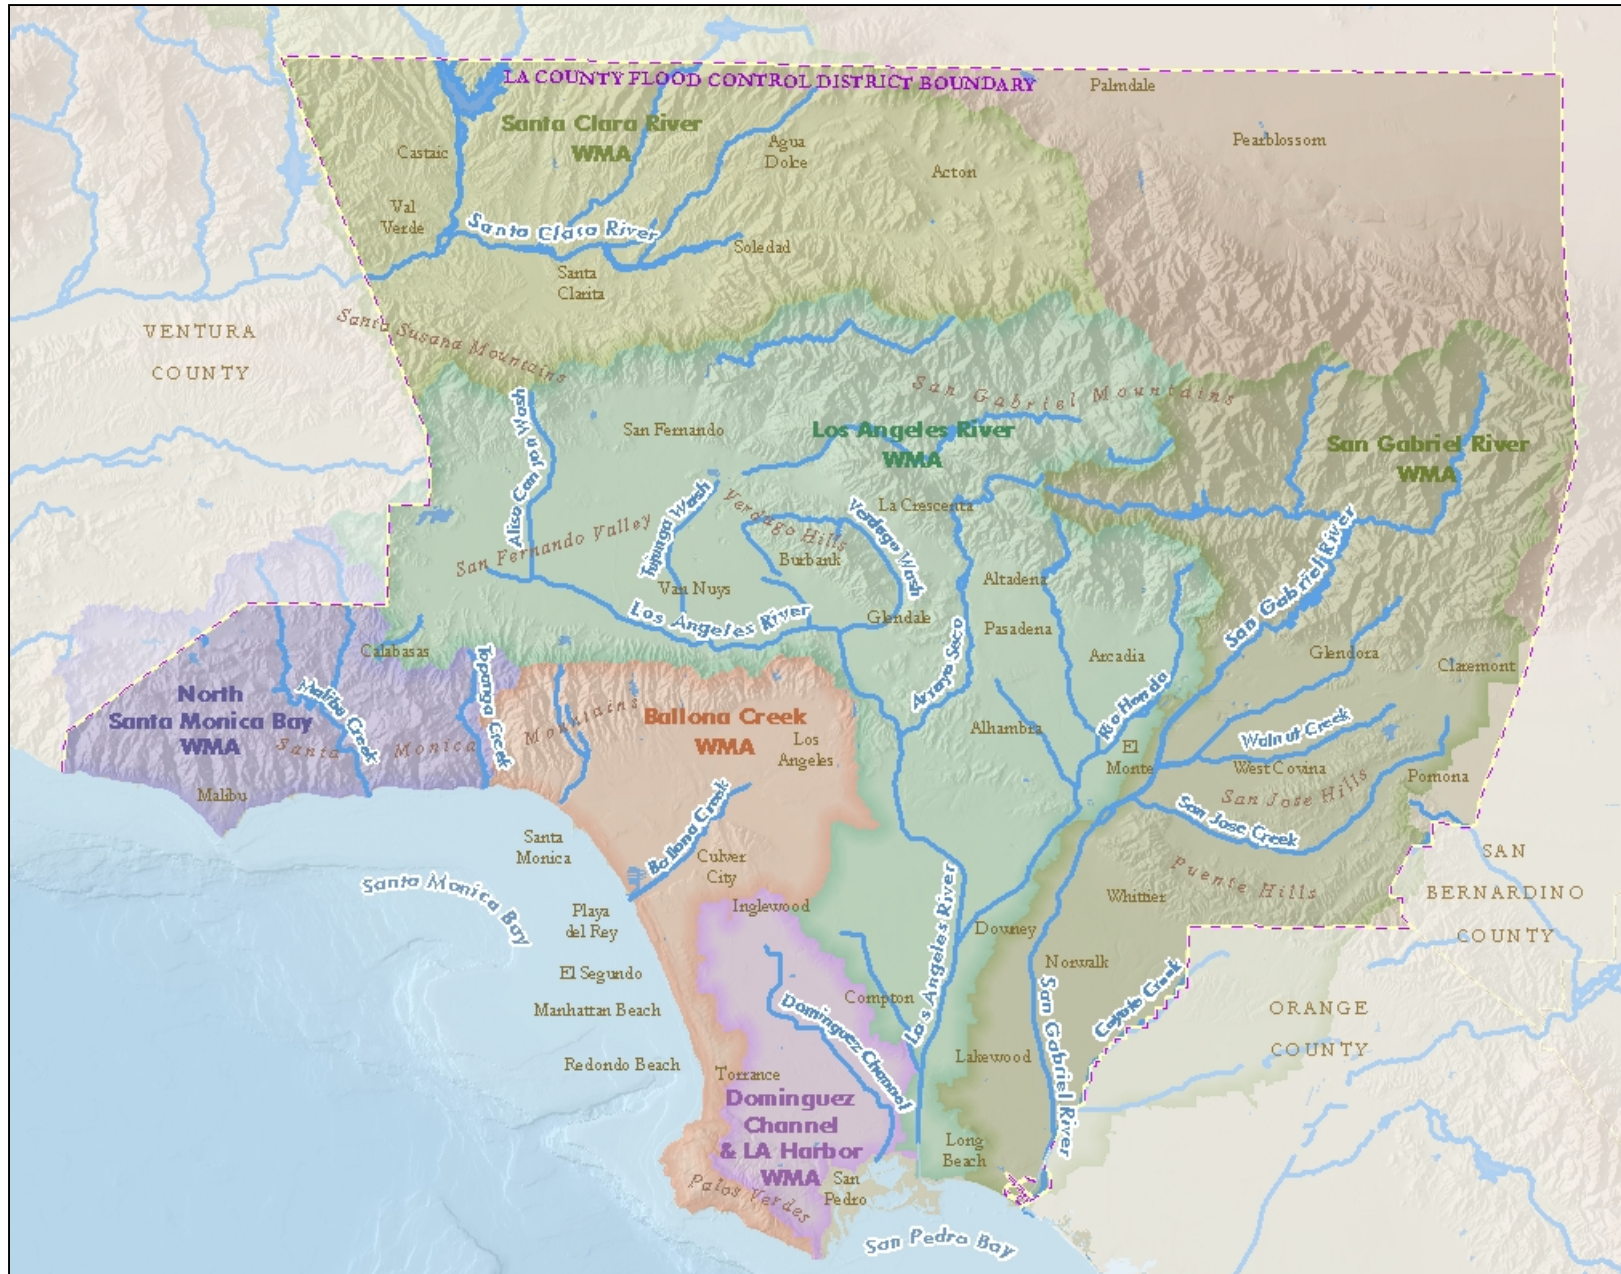 LA COUNTY FLOOD CONTROL DISTRICT BOUNDARY
Palmdale
Santa Clara River
WMA
Castaic
Agua
Dolce
Acton
Pearblossom
Val
Verde
Santa Clara River
Soledad
Santa
Clarita
VENTURA
COUNTY
Santa Susana Mountains
San Gabriel Mountains
Aliso Canyon Wash
San Fernando
Los Angeles River
WMA
San Gabriel River
WMA
La Crescenta
San Fernando Valley
Tujunga Wash
Verdugo Hills
Verdugo Wash
Burbank
Van Nuys
Altadena
San Gabriel River
Los Angeles River
Glendale
Pasadena
Arroyo Seco
Arcadia
Glendora
Claremont
Calabasas
Topanga Creek
North
Santa Monica Bay
WMA
Malibu Creek
Santa Monica Mountains
Ballona Creek
WMA
Los
Angeles
Alhambra
Rio Hondo
El
Monte
Walnut Creek
West Covina
San Jose Hills
Pomona
Malibu
San Jose Creek
Santa
Monica
Ballona Creek
Culver
City
Puente Hills
SAN
BERNARDINO
COUNTY
Santa Monica Bay
Inglewood
Whittier
Playa
del Rey
Los Angeles River
Downey
El Segundo
Norwalk
Coyote Creek
Manhattan Beach
Compton
Dominguez Channel
San Gabriel River
ORANGE
COUNTY
Redondo Beach
Torrance
Lakewood
Dominguez
Channel
& LA Harbor
WMA
Long
Beach
Palos Verdes
San
Pedro
San Pedro Bay